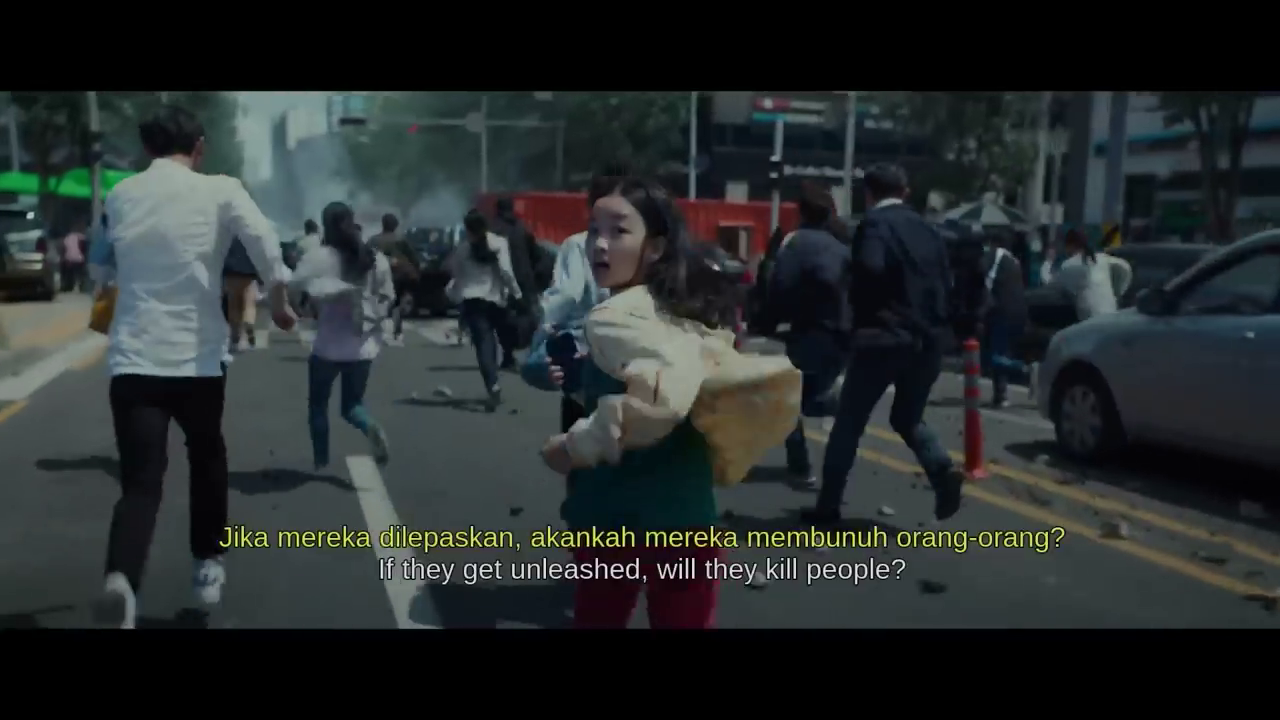 Jika mereka dilepaskan, akankah mereka membunuh orang-orang?
If they get unleashed, will they kill people?